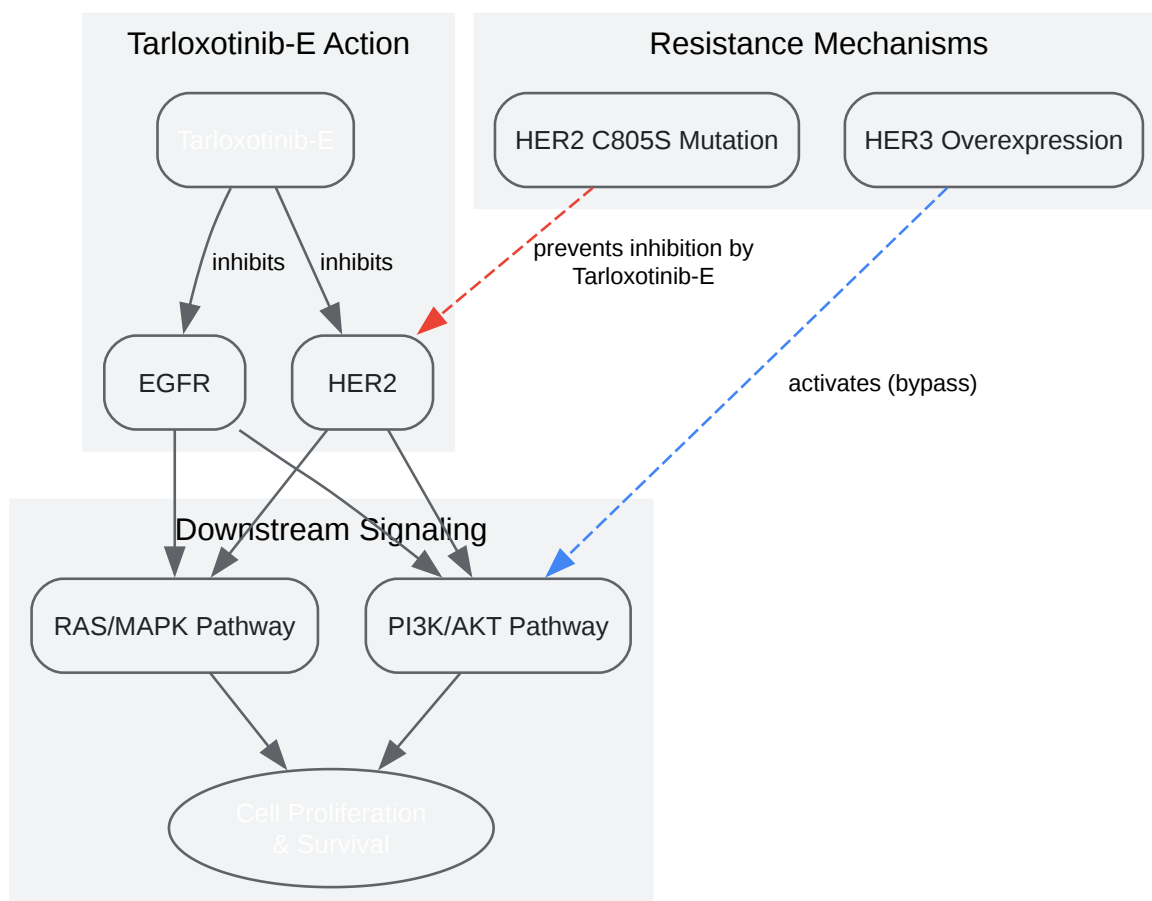 Tarloxotinib-E Action
Resistance Mechanisms
Tarloxotinib-E
HER2 C805S Mutation
HER3 Overexpression
inhibits
inhibits
prevents inhibition by
Tarloxotinib-E
EGFR
HER2
activates (bypass)
Downstream Signaling
RAS/MAPK Pathway
PI3K/AKT Pathway
Cell Proliferation
& Survival